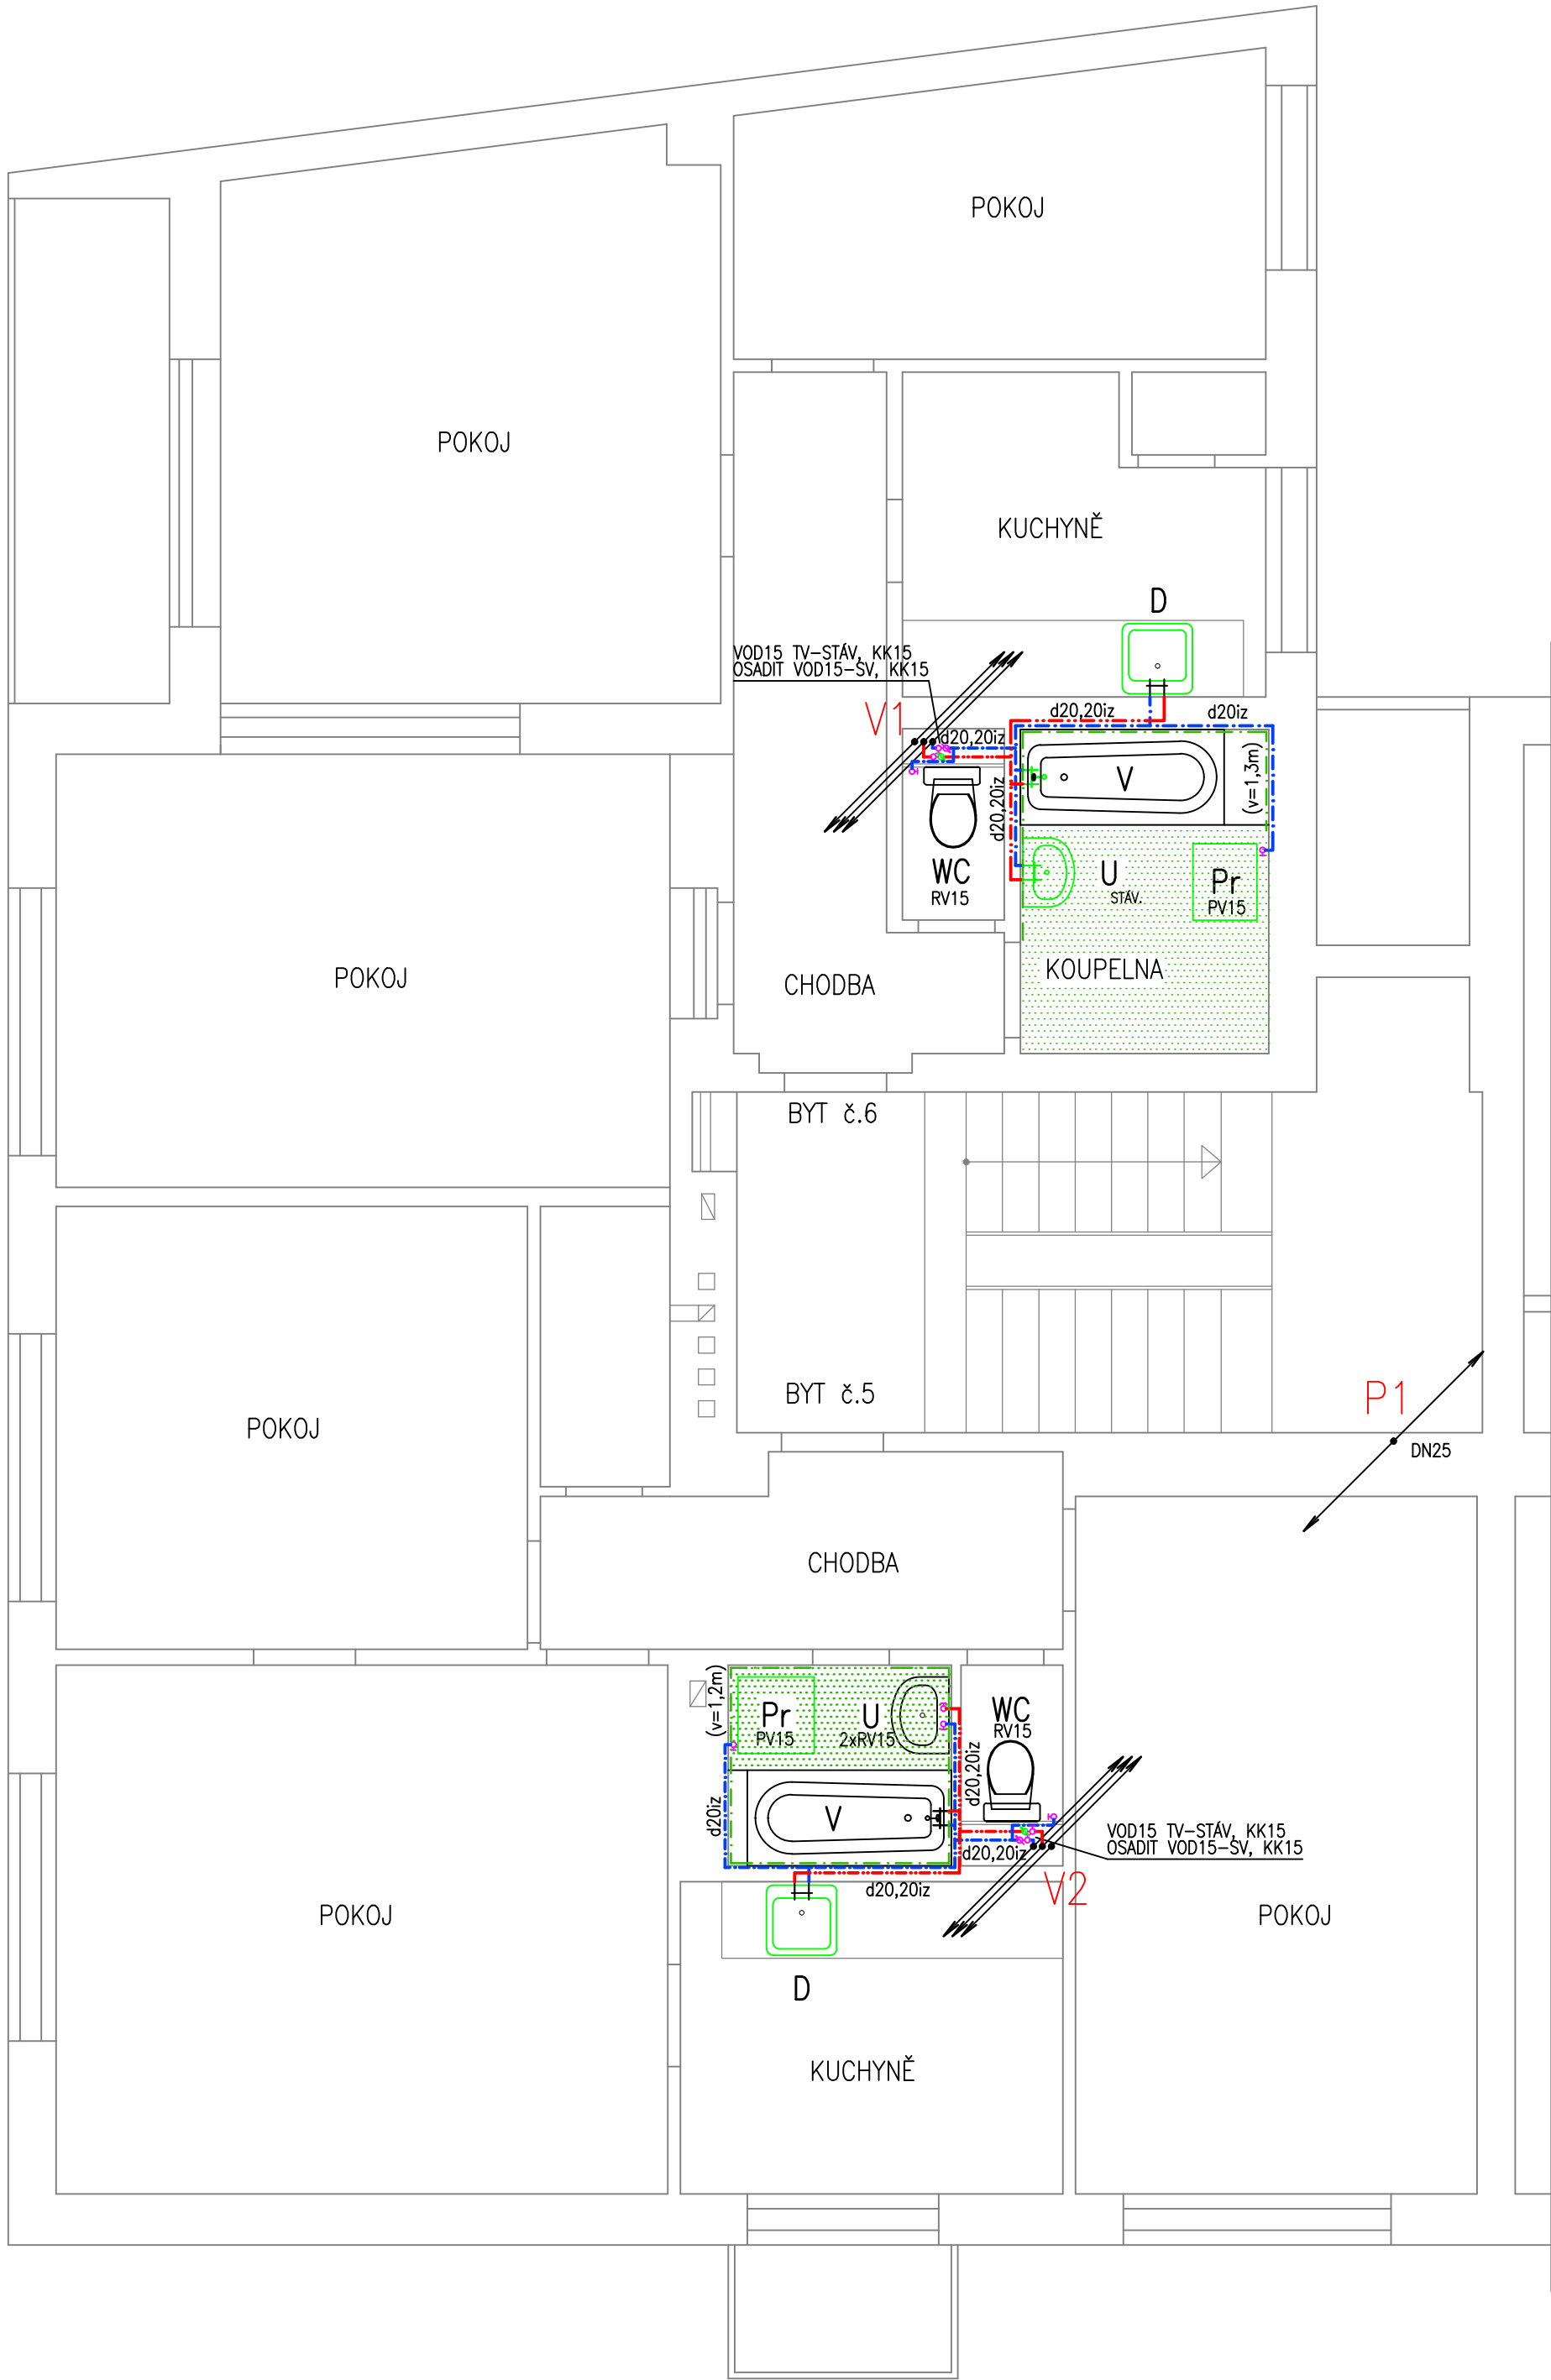 POKOJ
POKOJ
KUCHYNĚ
D
VOD15 TV-STÁV, KK15
OSADIT VOD15-SV, KK15
V1
d20,20iz
d20,20iz
d20iz
d20,20iz
(v=1,3m)
V
WC
RV15
U
STÁV.
Pr
PV15
KOUPELNA
CHODBA
POKOJ
BYT č.6
BYT č.5
P1
DN25
POKOJ
CHODBA
(v=1,2m)
Pr
PV15
U
2xRV15
WC
RV15
d20,20iz
d20iz
V
VOD15 TV-STÁV, KK15
OSADIT VOD15-SV, KK15
d20,20iz
d20,20iz
V2
POKOJ
POKOJ
D
KUCHYNĚ